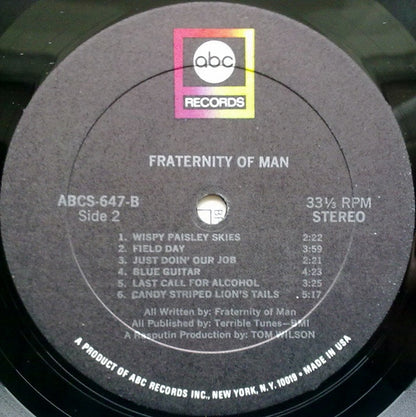 abc
RECORDS
FRATERNITY OF MAN
ABCS-647-B
Side 2
33⅓ RPM
STEREO
1. WISPY PAISLEY SKIES 2:22
2. FIELD DAY 3:59
3. JUST DOIN' OUR JOB 2:21
4. BLUE GUITAR 4:23
5. LAST CALL FOR ALCOHOL 3:25
6. CANDY STRIPED LION'S TAILS 5:17
All Written by: Fraternity of Man
All Published by: Terrible Tunes—BMI
A Rasputin Production by: TOM WILSON
A PRODUCT OF ABC RECORDS INC., NEW YORK, N.Y. 10019 • MADE IN USA